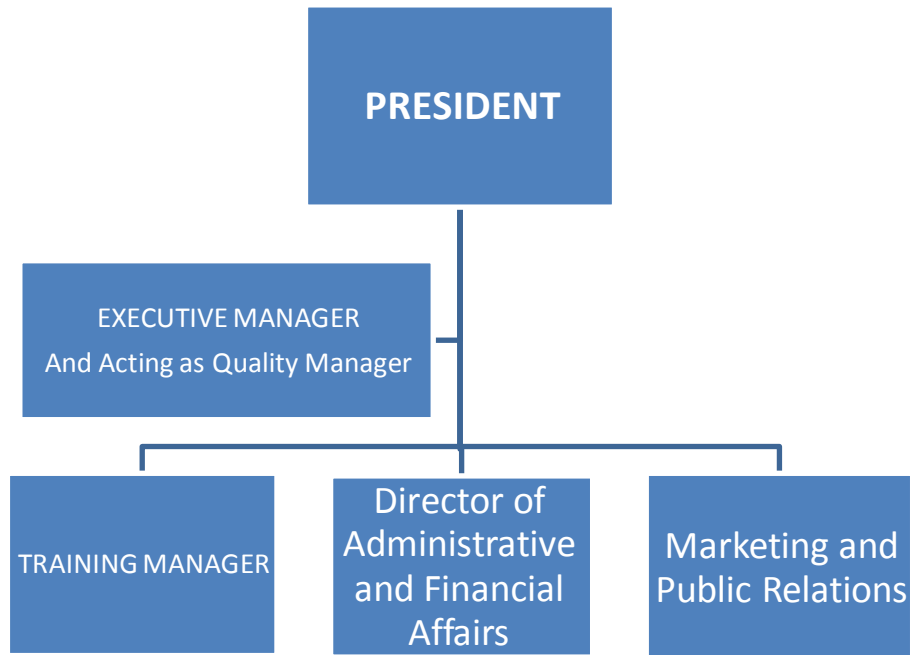 PRESIDENT
EXECUTIVE MANAGER
And Acting as Quality Manager
TRAINING MANAGER
Director of
Administrative
and Financial
Affairs
Marketing and
Public Relations